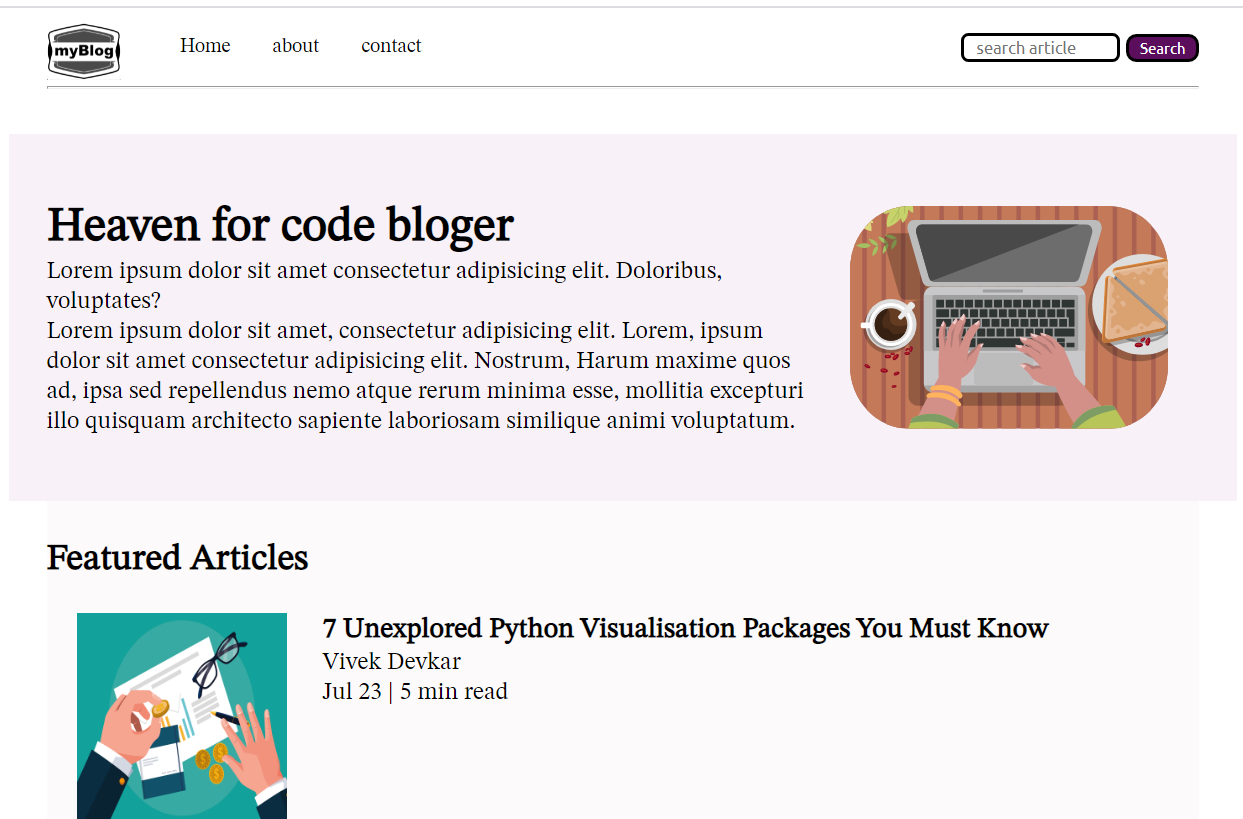 myBlog
Home about contact
search article Search
Heaven for code bloger
Lorem ipsum dolor sit amet consectetur adipisicing elit. Doloribus,
voluptates?
Lorem ipsum dolor sit amet, consectetur adipisicing elit. Lorem, ipsum
dolor sit amet consectetur adipisicing elit. Nostrum, Harum maxime quos
ad, ipsa sed repellendus nemo atque rerum minima esse, mollitia excepturi
illo quisquam architecto sapiente laboriosam similique animi voluptatum.
Featured Articles
7 Unexplored Python Visualisation Packages You Must Know
Vivek Devkar
Jul 23 | 5 min read